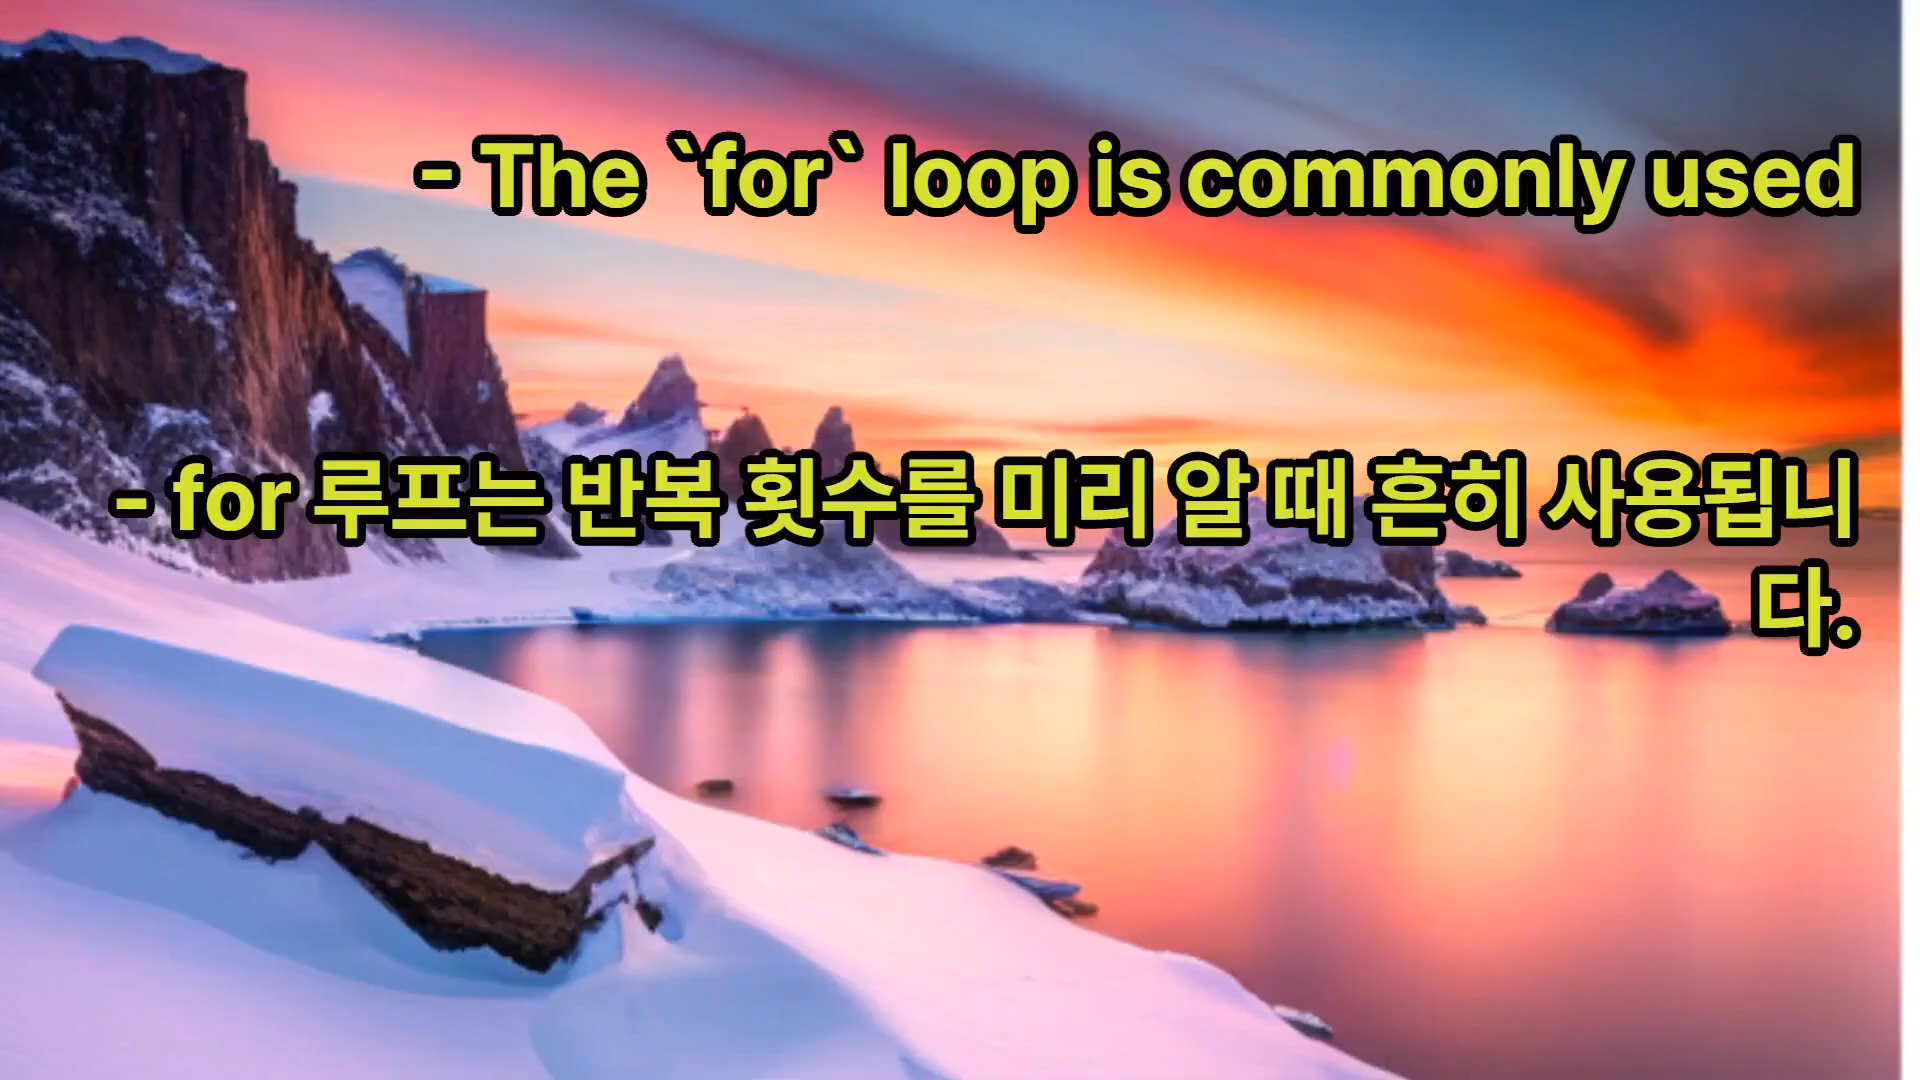 - The `for` loop is commonly used
- for 루프는 반복 횟수를 미리 알 때 흔히 사용됩니
다.